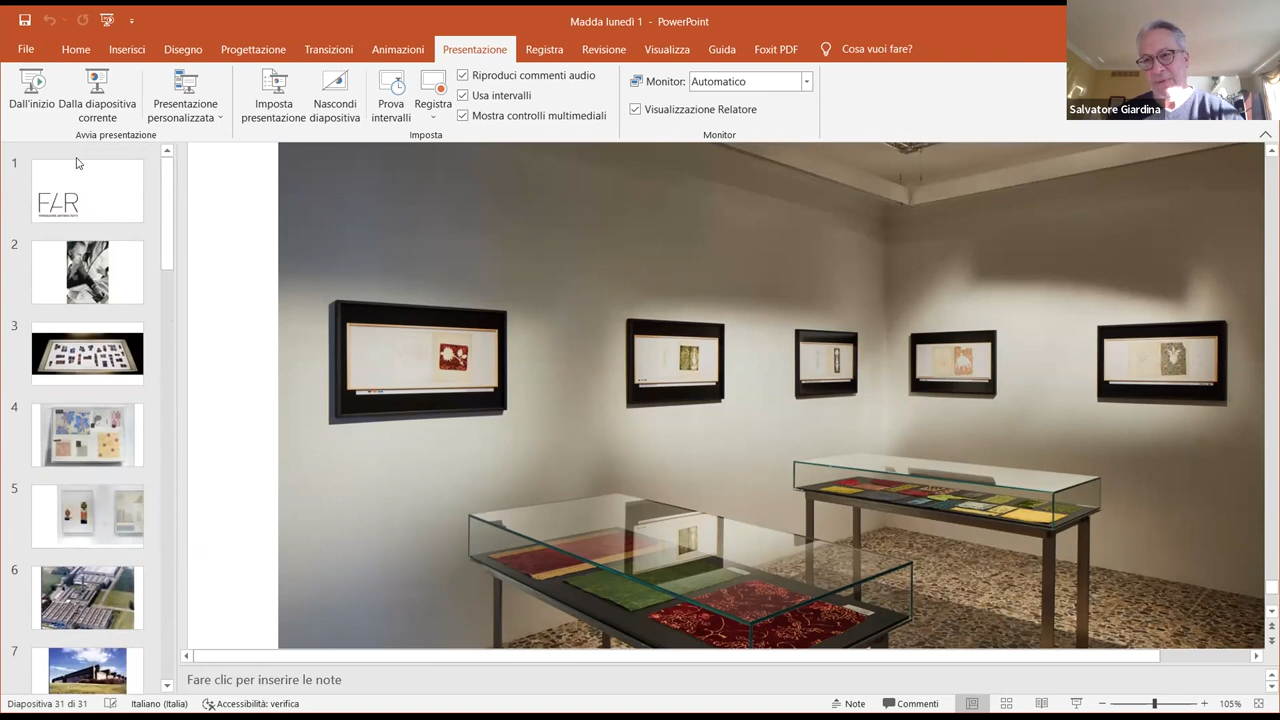 Madda lunedì 1 - PowerPoint
File Home Inserisci Disegno Progettazione Transizioni Animazioni Presentazione Registra Revisione Visualizza Guida Foxit PDF Cosa vuoi fare?
Dall'inizio
Dalla diapositiva
corrente
Presentazione
personalizzata
Imposta
presentazione
Nascondi
diapositiva
Prova
intervalli
Registra
Riproduci commenti audio
Usa intervalli
Mostra controlli multimediali
Monitor: Automatico
Visualizzazione Relatore
Avvia presentazione
Imposta
Monitor
Salvatore Giardina
1
FAR
2
3
4
5
6
7
Fare clic per inserire le note
Diapositiva 31 di 31 Italiano (Italia) Accessibilità: verifica Note Commenti 105%